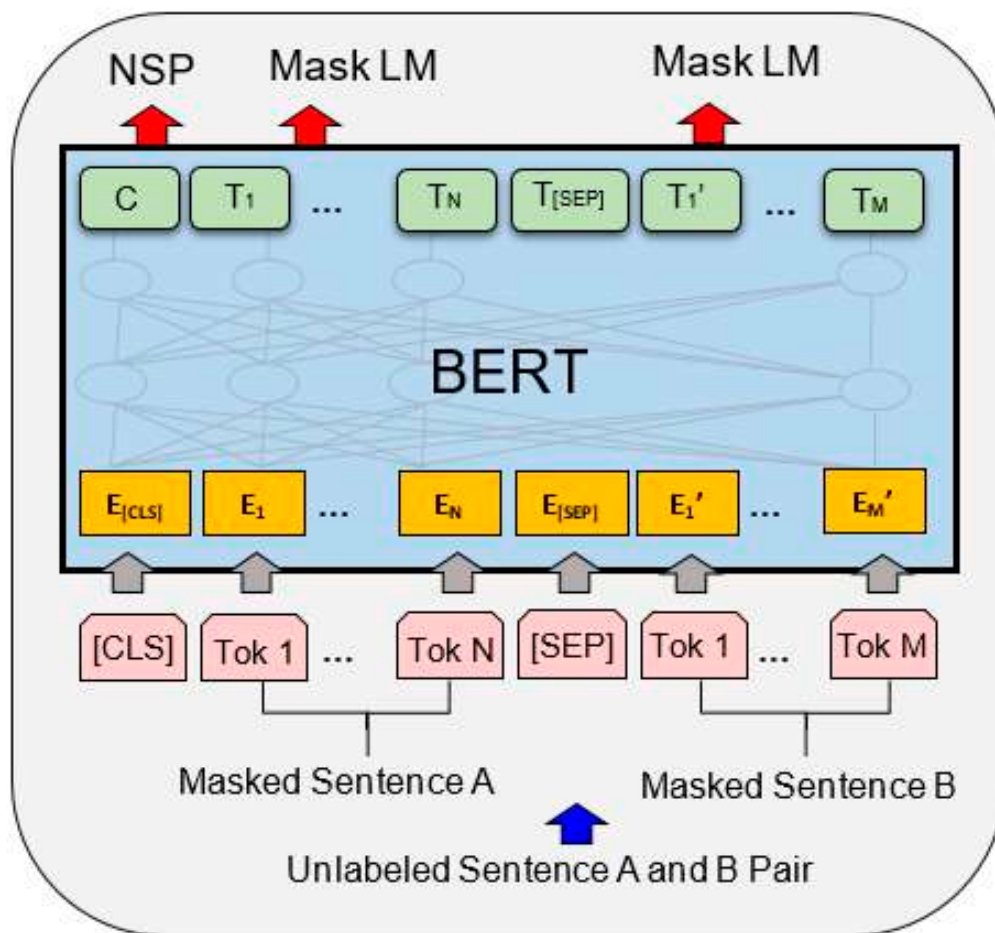 NSP Mask LM Mask LM
C T1 ... TN T[SEP] T1' ... TM
BERT
E[CLS] E1 ... EN E[SEP] E1' ... EM'
[CLS] Tok 1 ... Tok N [SEP] Tok 1 ... Tok M
Masked Sentence A Masked Sentence B
Unlabeled Sentence A and B Pair